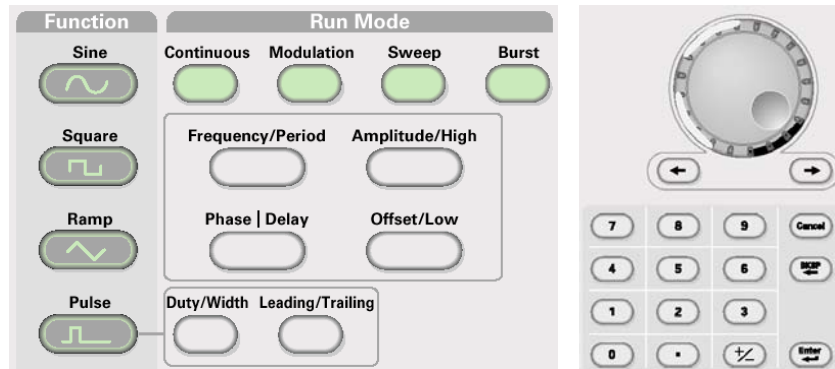 Function
Run Mode
Sine
Continuous Modulation Sweep Burst
Square
Frequency/Period Amplitude/High
Ramp
Phase | Delay Offset/Low
Pulse
Duty/Width Leading/Trailing
7 8 9 Cancel
4 5 6 BKSP
1 2 3
0 . +/− Enter